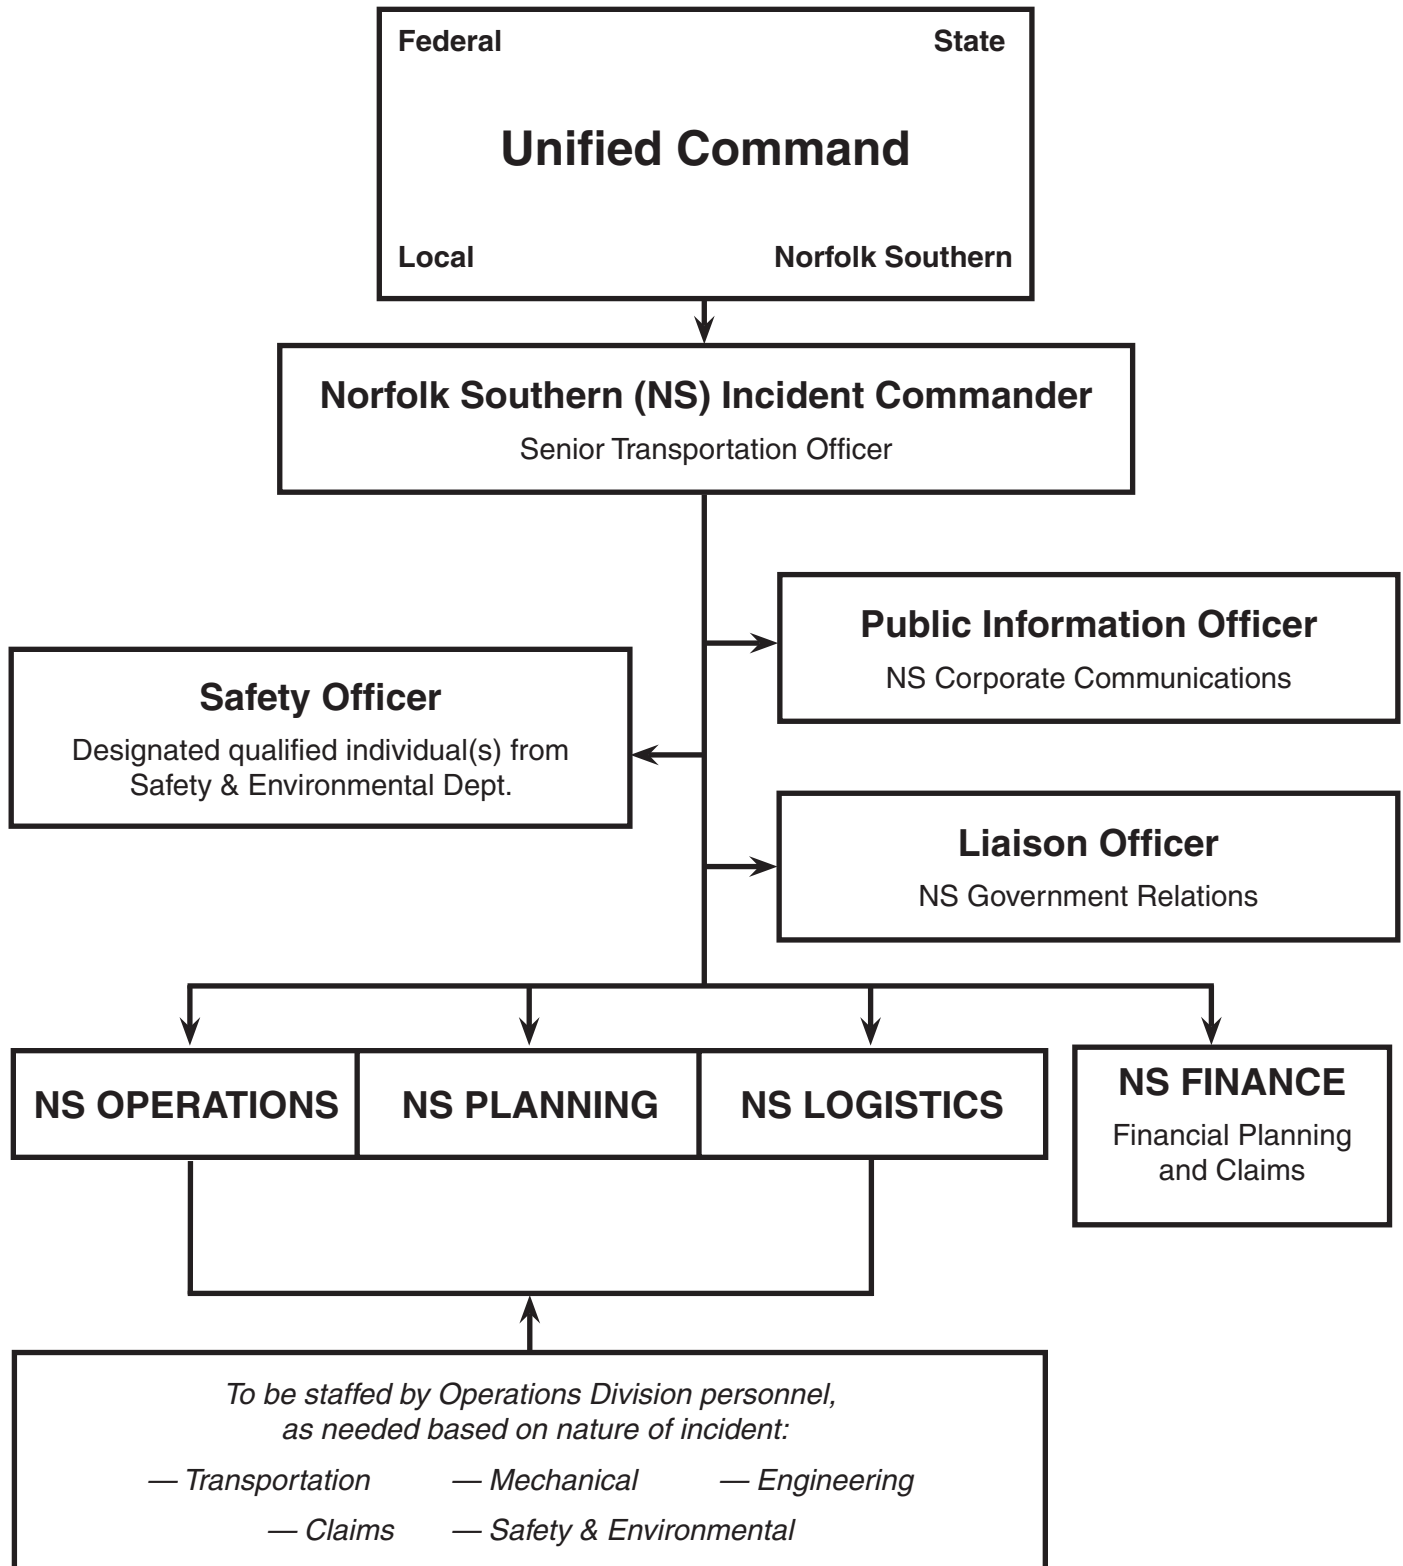 Federal
State
Unified Command
Local
Norfolk Southern
Norfolk Southern (NS) Incident Commander
Senior Transportation Officer
Public Information Officer
NS Corporate Communications
Safety Officer
Designated qualified individual(s) from
Safety & Environmental Dept.
Liaison Officer
NS Government Relations
NS OPERATIONS
NS PLANNING
NS LOGISTICS
NS FINANCE
Financial Planning
and Claims
To be staffed by Operations Division personnel,
as needed based on nature of incident:
— Transportation — Mechanical — Engineering
— Claims — Safety & Environmental